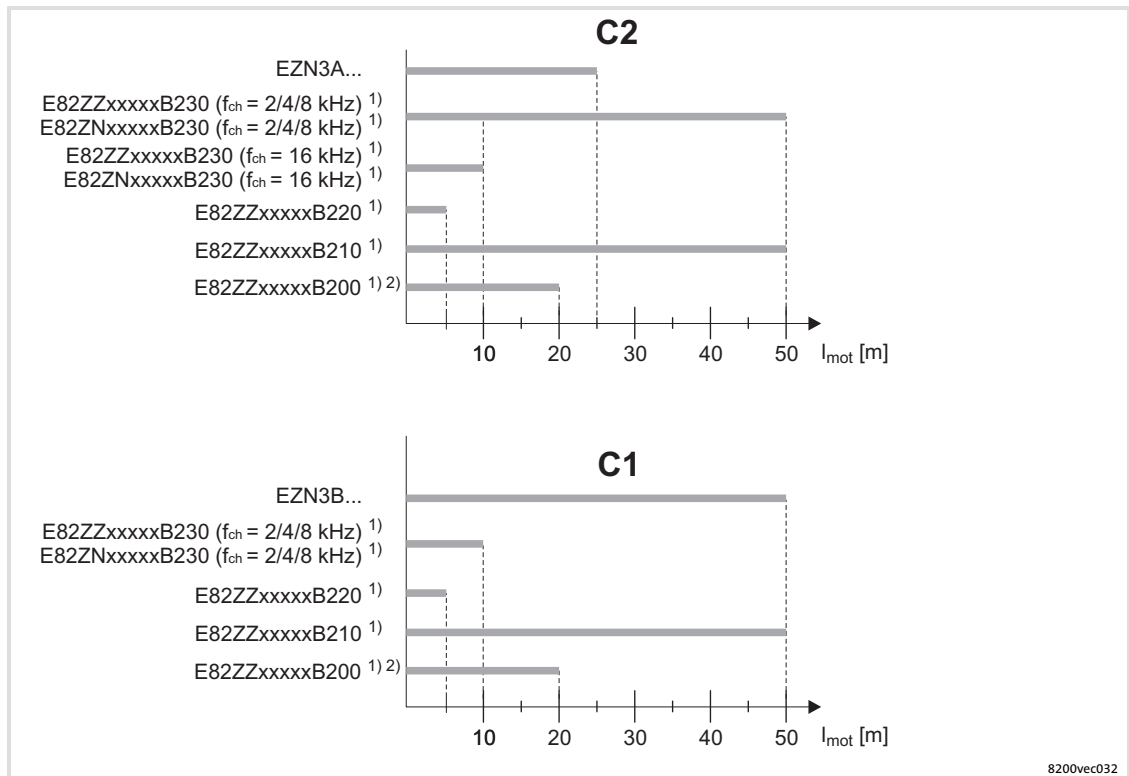 C2
EZN3A...
E82ZZxxxxxB230 (fch = 2/4/8 kHz) 1)
E82ZNxxxxxB230 (fch = 2/4/8 kHz) 1)
E82ZZxxxxxB230 (fch = 16 kHz) 1)
E82ZNxxxxxB230 (fch = 16 kHz) 1)
E82ZZxxxxxB220 1)
E82ZZxxxxxB210 1)
E82ZZxxxxxB200 1) 2)
10 20 30 40 50 lmot [m]
C1
EZN3B...
E82ZZxxxxxB230 (fch = 2/4/8 kHz) 1)
E82ZNxxxxxB230 (fch = 2/4/8 kHz) 1)
E82ZZxxxxxB220 1)
E82ZZxxxxxB210 1)
E82ZZxxxxxB200 1) 2)
10 20 30 40 50 lmot [m]
8200vec032